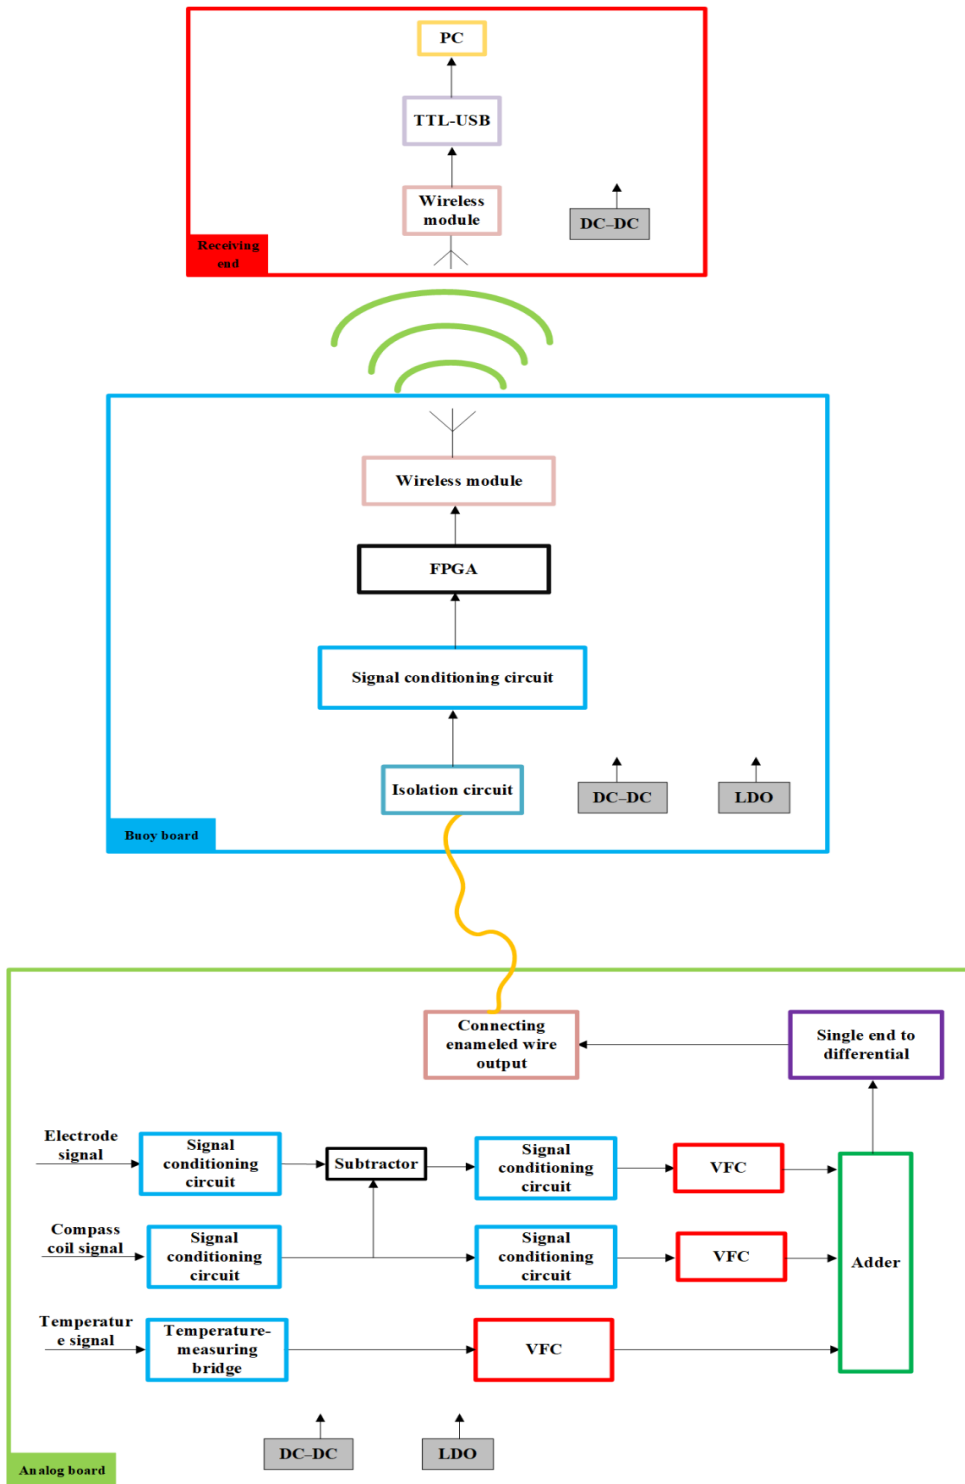 PC
TTL-USB
Wireless
module
DC–DC
Receiving
end
Wireless module
FPGA
Signal conditioning circuit
Isolation circuit
DC–DC
LDO
Buoy board
Connecting
enameled wire
output
Single end to
differential
Electrode
signal
Signal
conditioning
circuit
Subtractor
Signal
conditioning
circuit
VFC
Compass
coil signal
Signal
conditioning
circuit
Signal
conditioning
circuit
VFC
Adder
Temperatur
e signal
Temperature-
measuring
bridge
VFC
DC–DC
LDO
Analog board